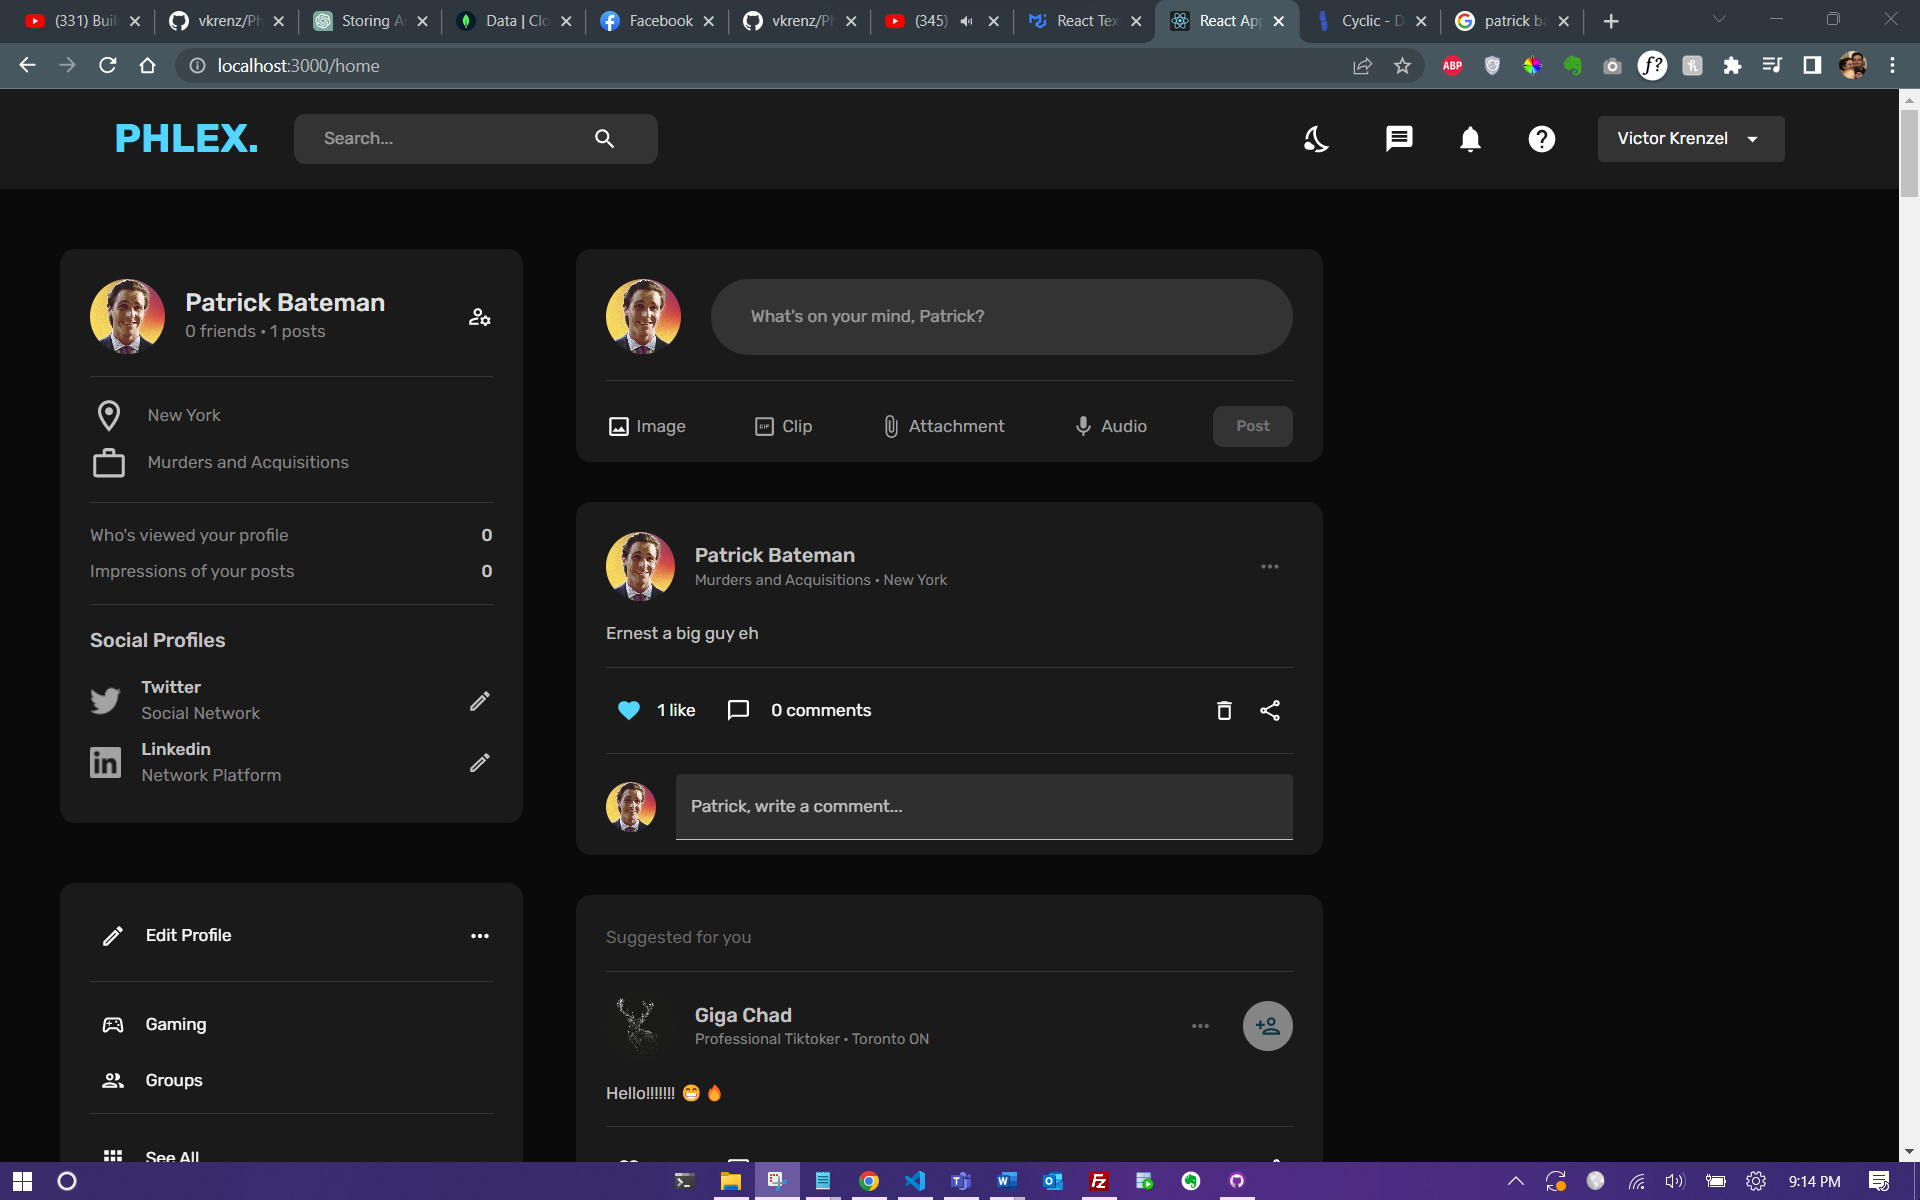 (331) Buil
vkrenz/Ph
Storing A
Data | Clo
Facebook
vkrenz/Ph
(345)
React Tex
React App
Cyclic - D
patrick ba
localhost:3000/home
ABP
f?
PHLEX.
Search...
Victor Krenzel
Patrick Bateman
0 friends • 1 posts
New York
Murders and Acquisitions
Who's viewed your profile 0
Impressions of your posts 0
Social Profiles
Twitter
Social Network
Linkedin
Network Platform
Edit Profile
Gaming
Groups
See All
What's on your mind, Patrick?
Image
GIF
Clip
Attachment
Audio
Post
Patrick Bateman
Murders and Acquisitions • New York
Ernest a big guy eh
1 like
0 comments
Patrick, write a comment...
Suggested for you
Giga Chad
Professional Tiktoker • Toronto ON
Hello!!!!!!! 😁🔥
9:14 PM